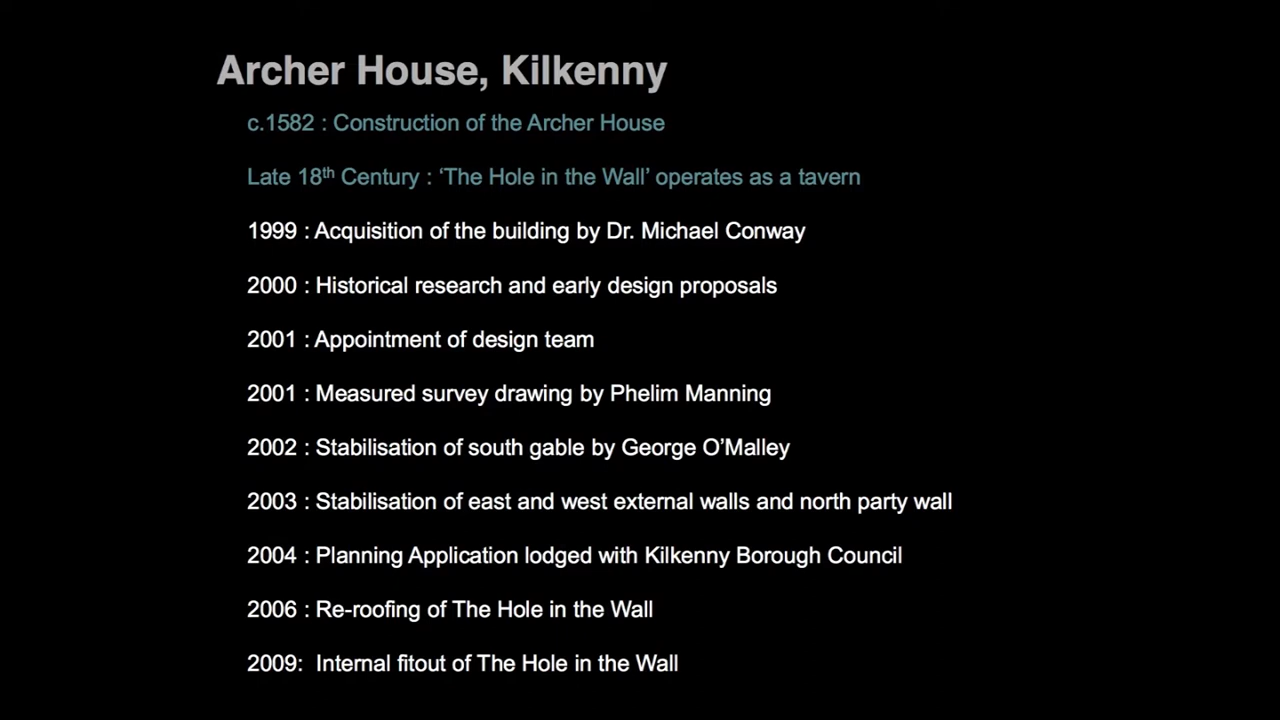 Archer House, Kilkenny
c.1582 : Construction of the Archer House
Late 18th Century : ‘The Hole in the Wall’ operates as a tavern
1999 : Acquisition of the building by Dr. Michael Conway
2000 : Historical research and early design proposals
2001 : Appointment of design team
2001 : Measured survey drawing by Phelim Manning
2002 : Stabilisation of south gable by George O’Malley
2003 : Stabilisation of east and west external walls and north party wall
2004 : Planning Application lodged with Kilkenny Borough Council
2006 : Re-roofing of The Hole in the Wall
2009: Internal fitout of The Hole in the Wall